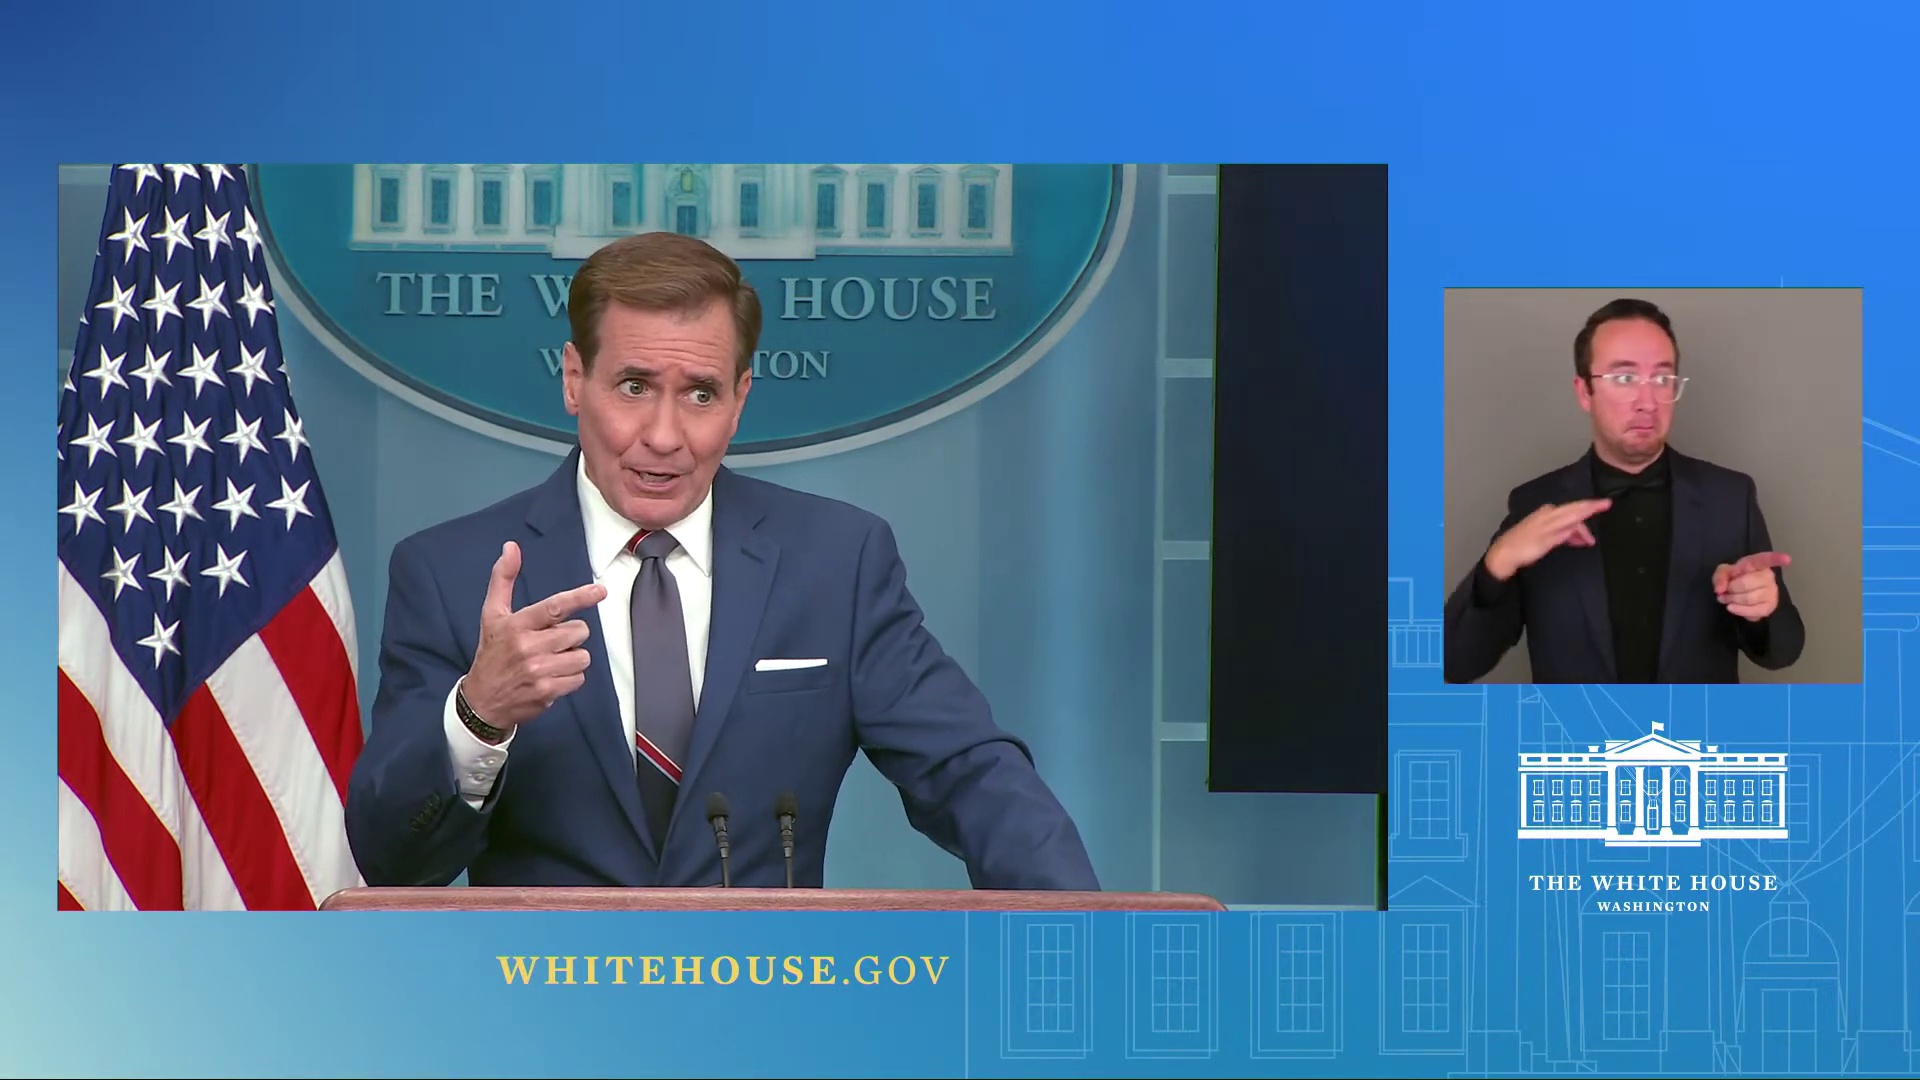 THE W HOUSE
W TON
THE WHITE HOUSE
WASHINGTON
WHITEHOUSE.GOV